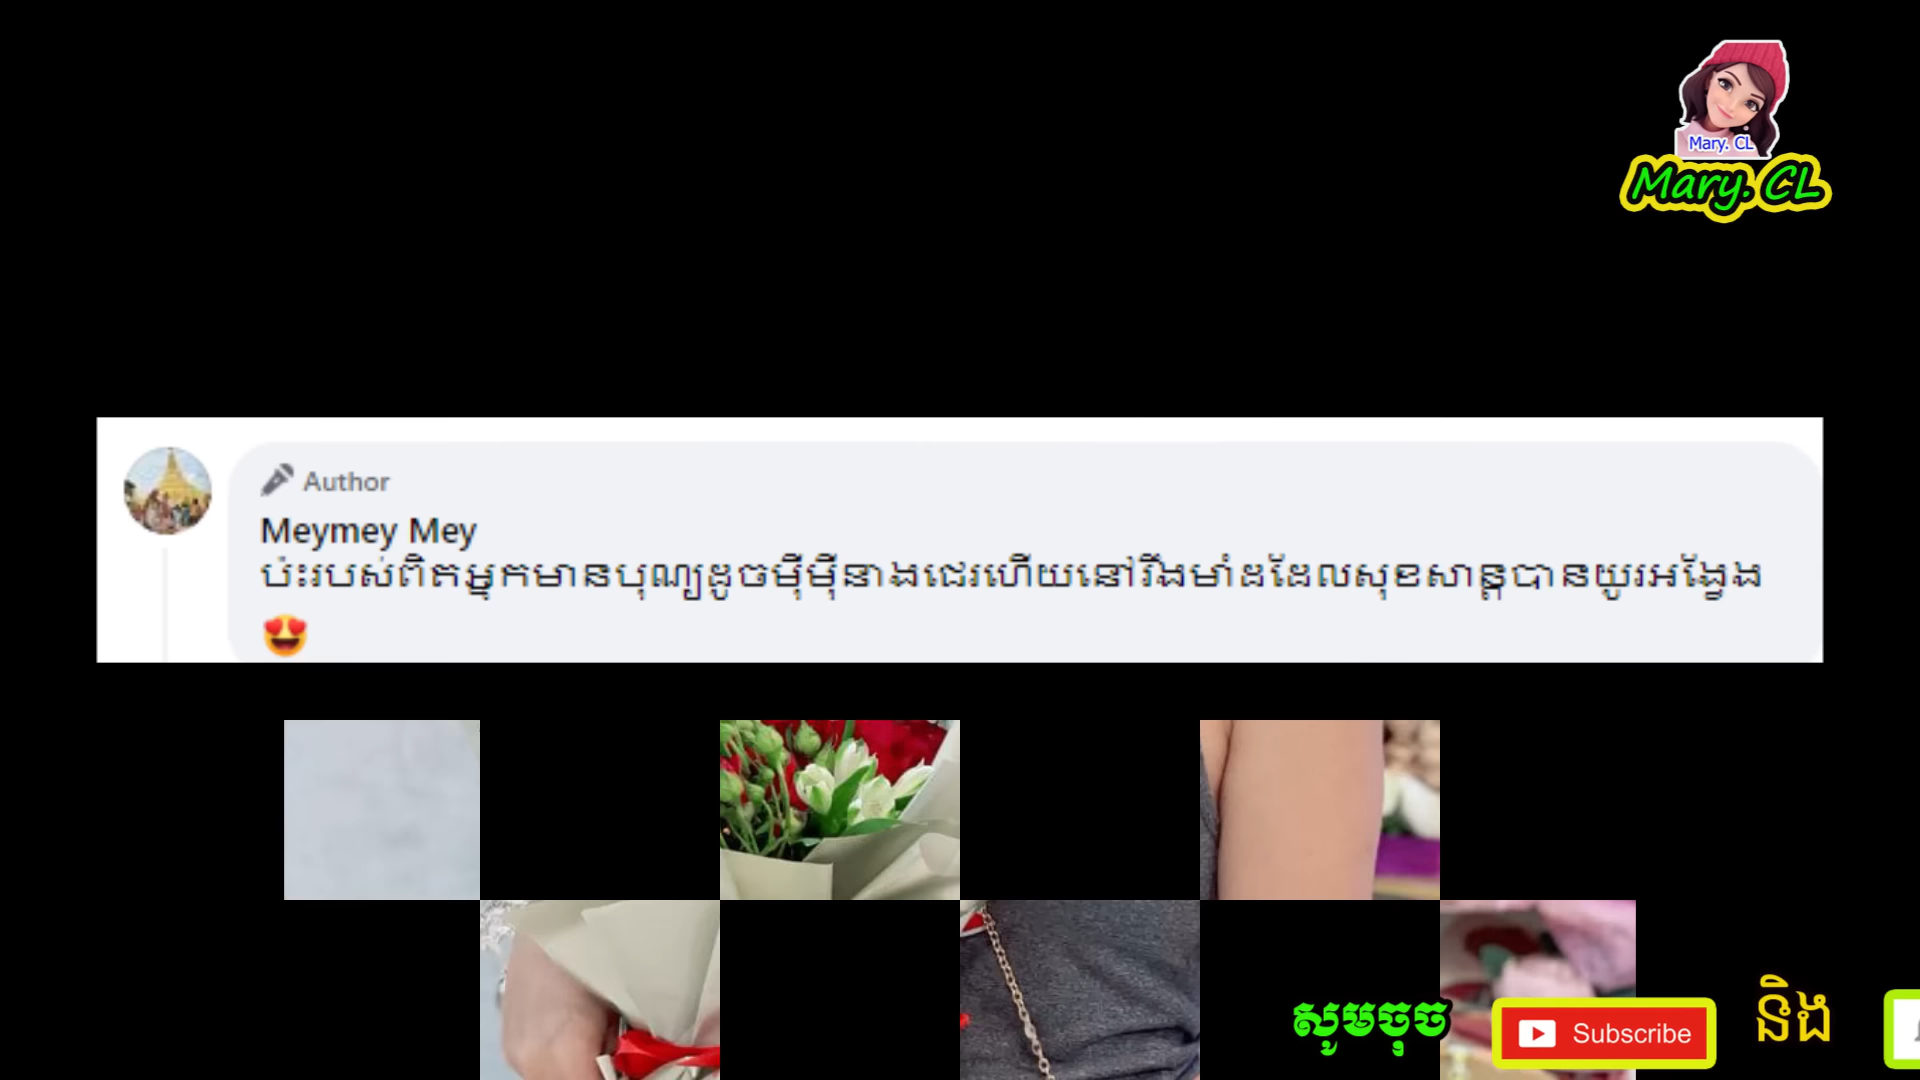 Mary. CL
Mary. CL
Author
Meymey Mey
ប៉ះរបស់ពិតអ្នកមានបុណ្យដូចម៉ីម៉ីនាងជេរហើយនៅរឹងមាំដដែលសុខសាន្តបានយូរអង្វែង
😍
សូមចុច
Subscribe
និង